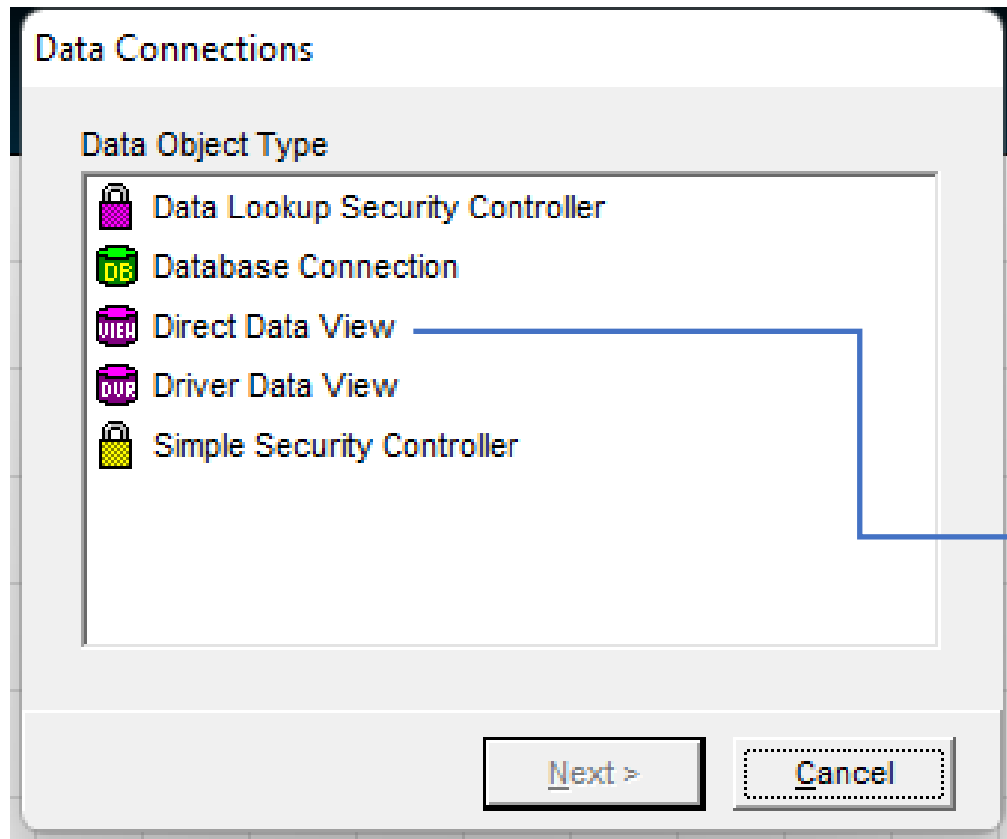 Data Connections
Data Object Type
Data Lookup Security Controller
DB Database Connection
VIEW Direct Data View
DVR Driver Data View
Simple Security Controller
Next > Cancel